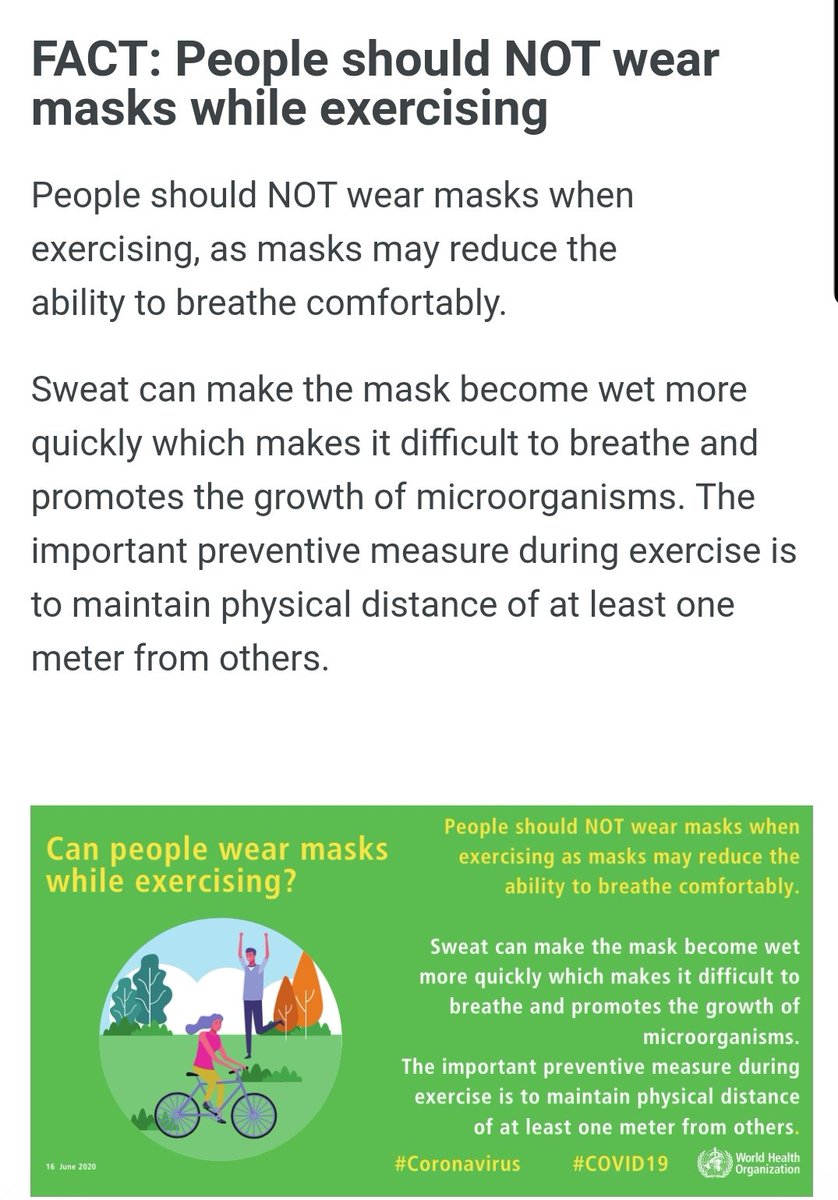 FACT: People should NOT wear
masks while exercising
People should NOT wear masks when
exercising, as masks may reduce the
ability to breathe comfortably.
Sweat can make the mask become wet more
quickly which makes it difficult to breathe and
promotes the growth of microorganisms. The
important preventive measure during exercise is
to maintain physical distance of at least one
meter from others.
Can people wear masks
while exercising?
People should NOT wear masks when
exercising as masks may reduce the
ability to breathe comfortably.
Sweat can make the mask become wet
more quickly which makes it difficult to
breathe and promotes the growth of
microorganisms.
The important preventive measure during
exercise is to maintain physical distance
of at least one meter from others.
16 June 2020
#Coronavirus
#COVID19
World Health
Organization